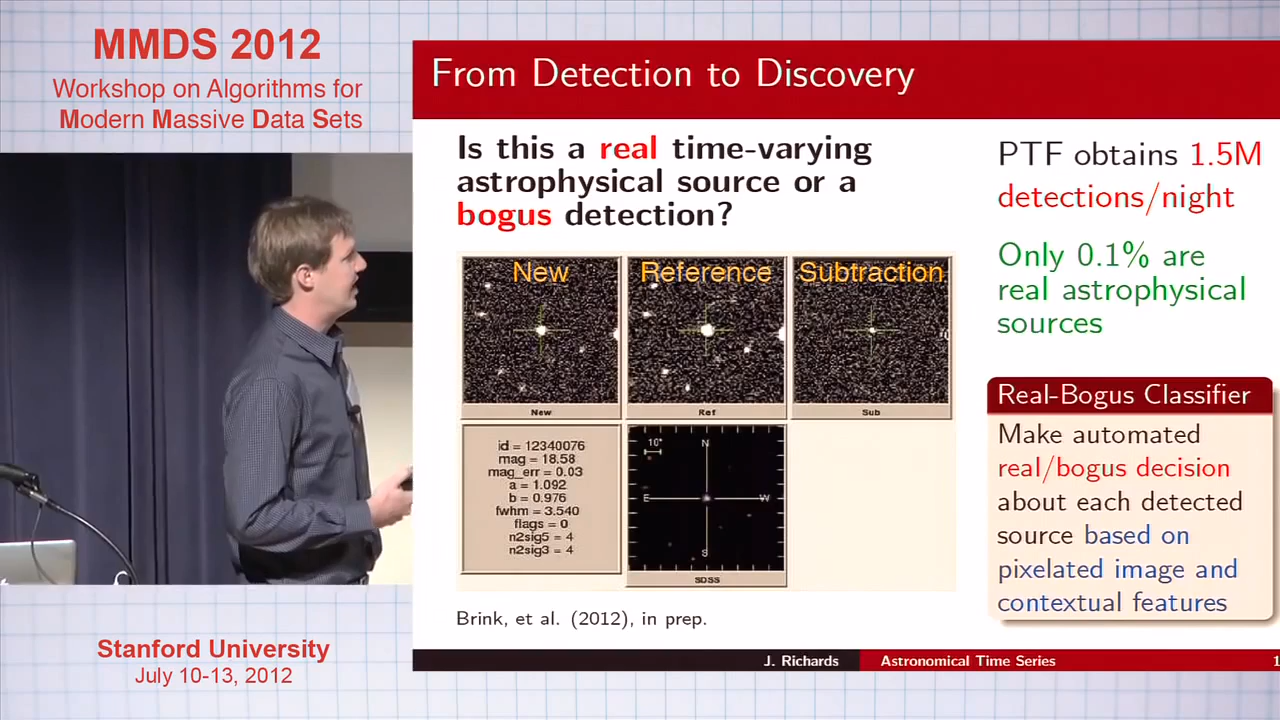 MMDS 2012
Workshop on Algorithms for
Modern Massive Data Sets
From Detection to Discovery
Is this a real time-varying
astrophysical source or a
bogus detection?
New
Reference
Subtraction
New
Ref
Sub
id = 12340076
mag = 18.58
mag_err = 0.03
a = 1.092
b = 0.976
fwhm = 3.540
flags = 0
n2sig5 = 4
n2sig3 = 4
10"
N
E
W
S
SDSS
Brink, et al. (2012), in prep.
PTF obtains 1.5M
detections/night
Only 0.1% are
real astrophysical
sources
Real-Bogus Classifier
Make automated
real/bogus decision
about each detected
source based on
pixelated image and
contextual features
J. Richards
Astronomical Time Series
Stanford University
July 10-13, 2012